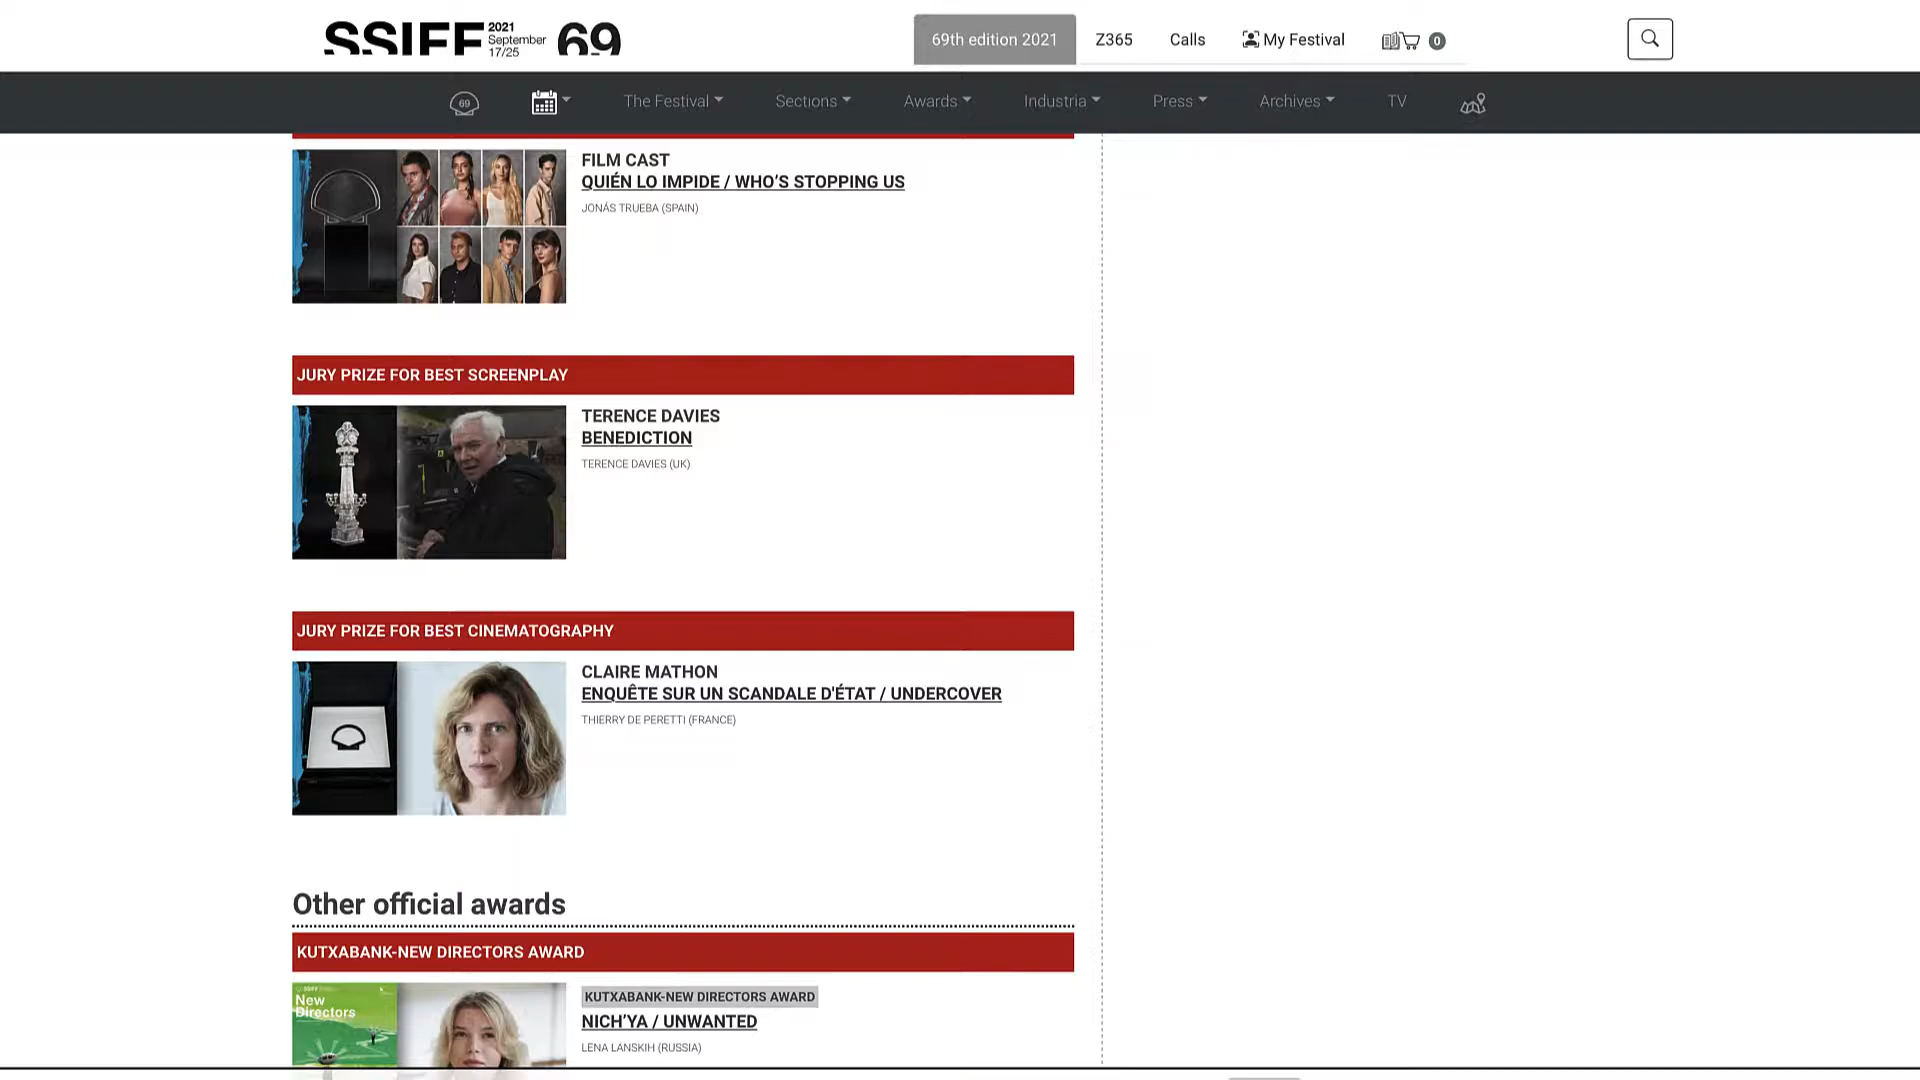 SSIFF 2021 September 17/25 69
69th edition 2021
Z365
Calls
My Festival
0
69
The Festival
Sections
Awards
Industria
Press
Archives
TV
FILM CAST
QUIÉN LO IMPIDE / WHO’S STOPPING US
JONÁS TRUEBA (SPAIN)
JURY PRIZE FOR BEST SCREENPLAY
TERENCE DAVIES
BENEDICTION
TERENCE DAVIES (UK)
JURY PRIZE FOR BEST CINEMATOGRAPHY
CLAIRE MATHON
ENQUÊTE SUR UN SCANDALE D'ÉTAT / UNDERCOVER
THIERRY DE PERETTI (FRANCE)
Other official awards
KUTXABANK-NEW DIRECTORS AWARD
SSIFF
New
Directors
KUTXABANK-NEW DIRECTORS AWARD
NICH’YA / UNWANTED
LENA LANSKIH (RUSSIA)